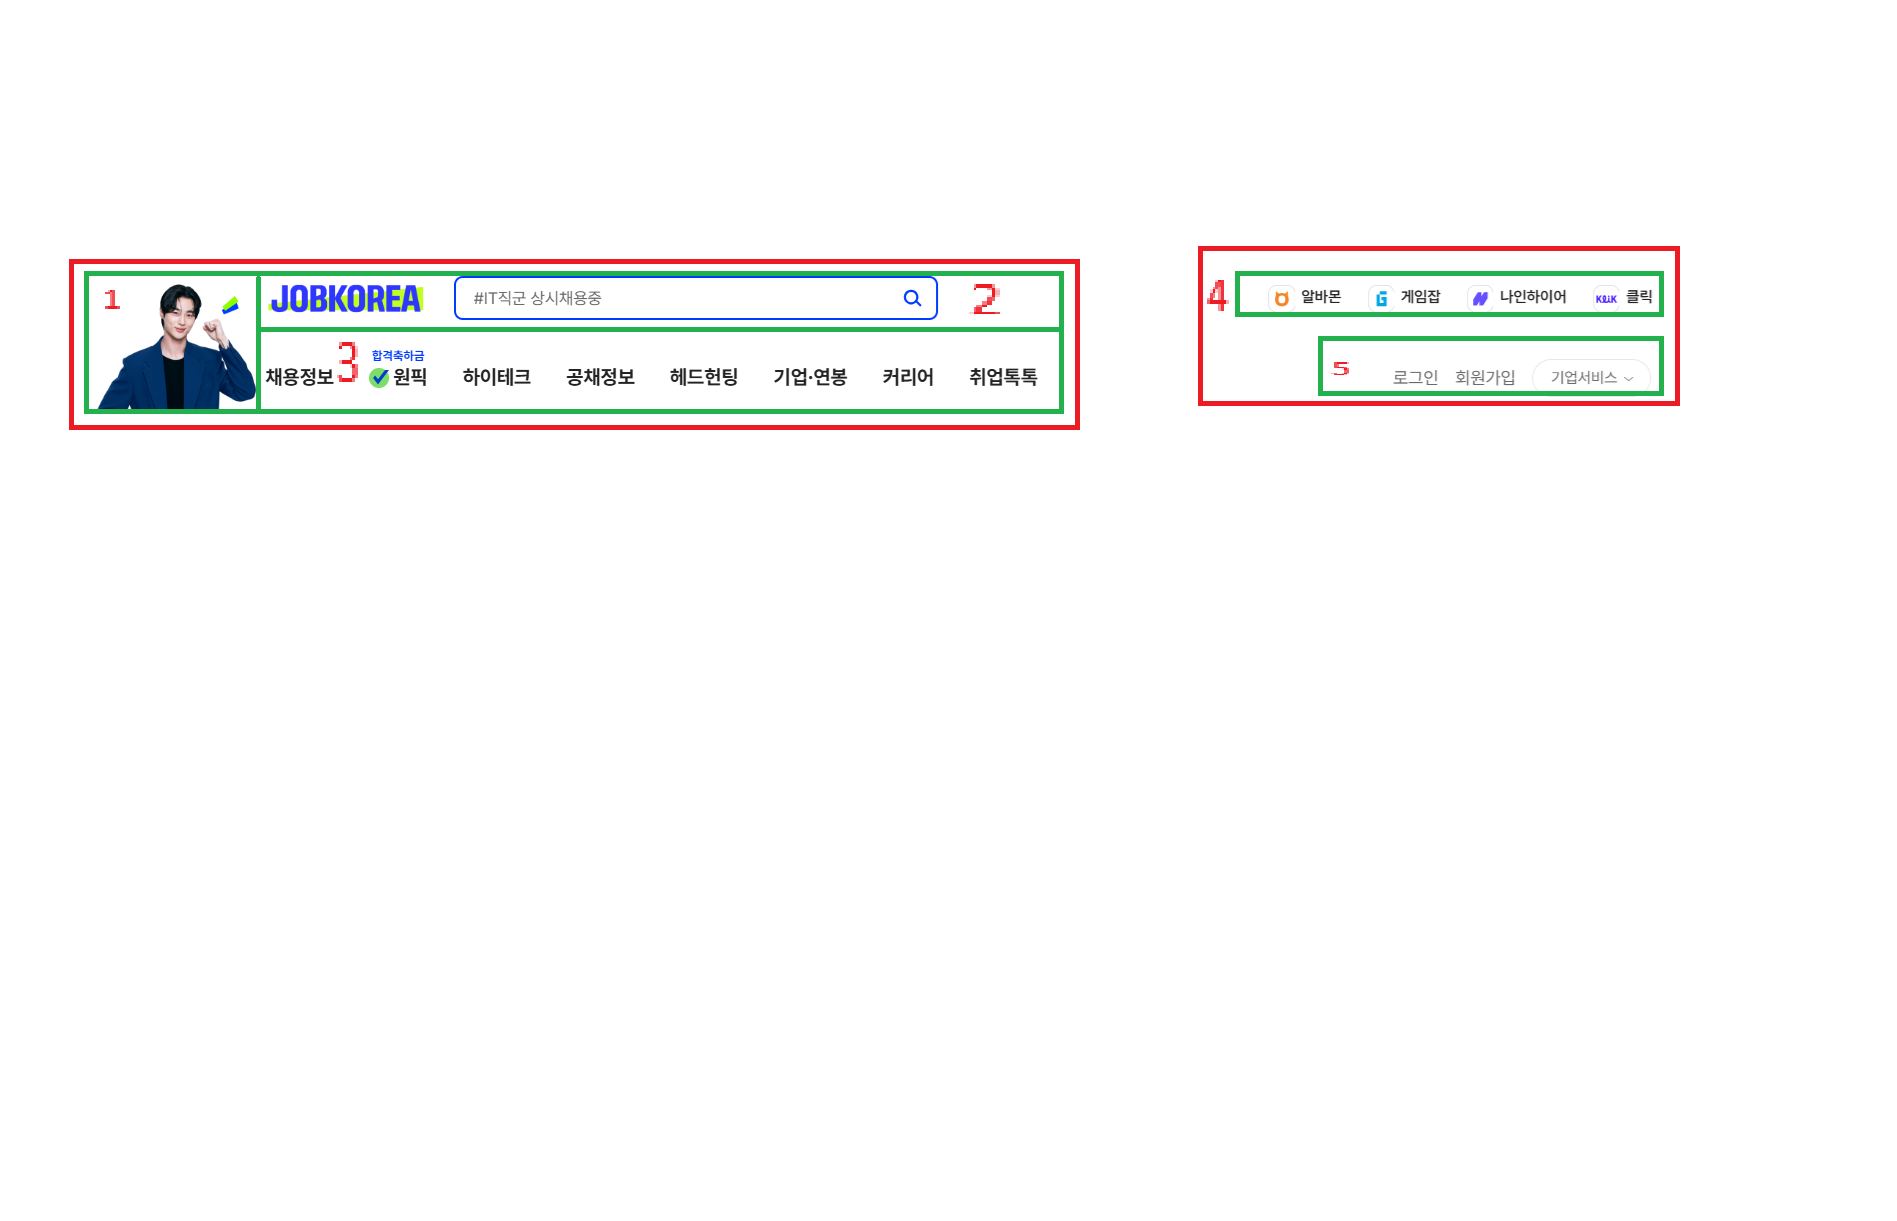 1
JOBKOREA
#IT직군 상시채용중
2
4
알바몬 게임잡 나인하이어 KLiK 클릭
3
합격축하금
채용정보 원픽 하이테크 공채정보 헤드헌팅 기업·연봉 커리어 취업톡톡
5
로그인 회원가입 기업서비스